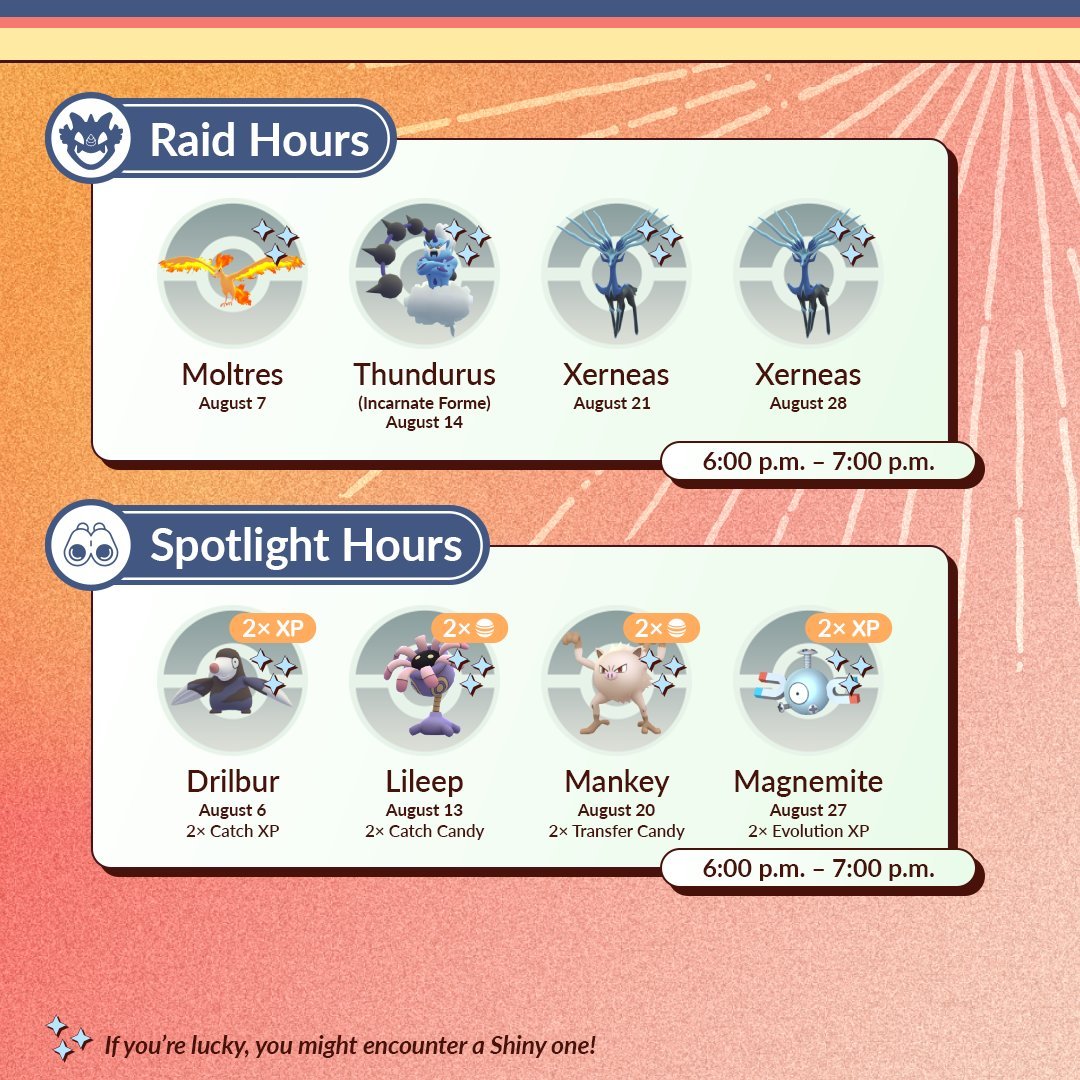 Raid Hours
Moltres
August 7
Thundurus
(Incarnate Forme)
August 14
Xerneas
August 21
Xerneas
August 28
6:00 p.m. – 7:00 p.m.
Spotlight Hours
2× XP
Drilbur
August 6
2× Catch XP
2×
Lileep
August 13
2× Catch Candy
2×
Mankey
August 20
2× Transfer Candy
2× XP
Magnemite
August 27
2× Evolution XP
6:00 p.m. – 7:00 p.m.
If you're lucky, you might encounter a Shiny one!